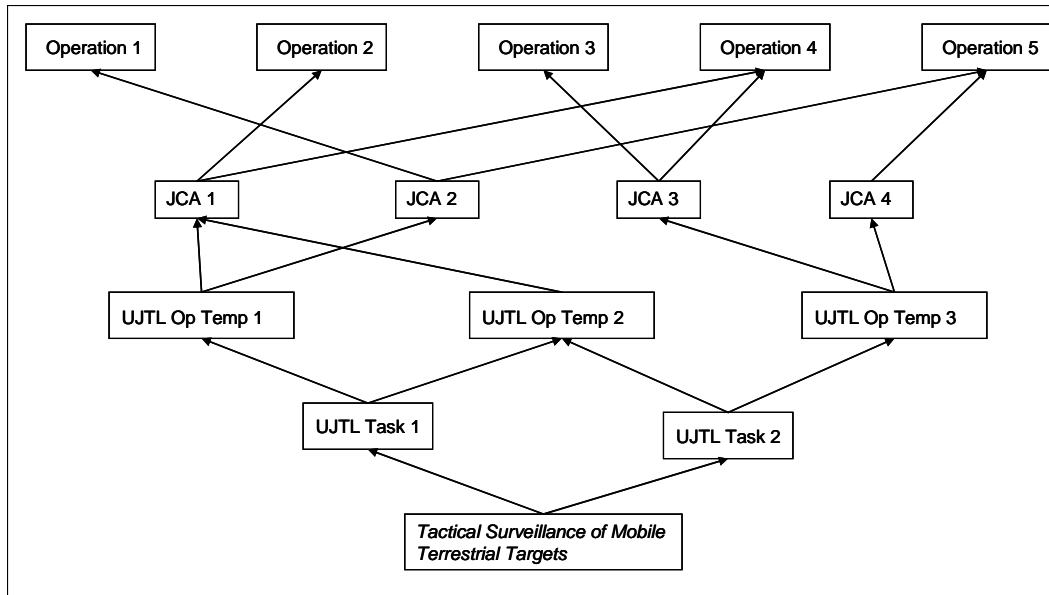 Operation 1
Operation 2
Operation 3
Operation 4
Operation 5
JCA 1
JCA 2
JCA 3
JCA 4
UJTL Op Temp 1
UJTL Op Temp 2
UJTL Op Temp 3
UJTL Task 1
UJTL Task 2
Tactical Surveillance of Mobile
Terrestrial Targets